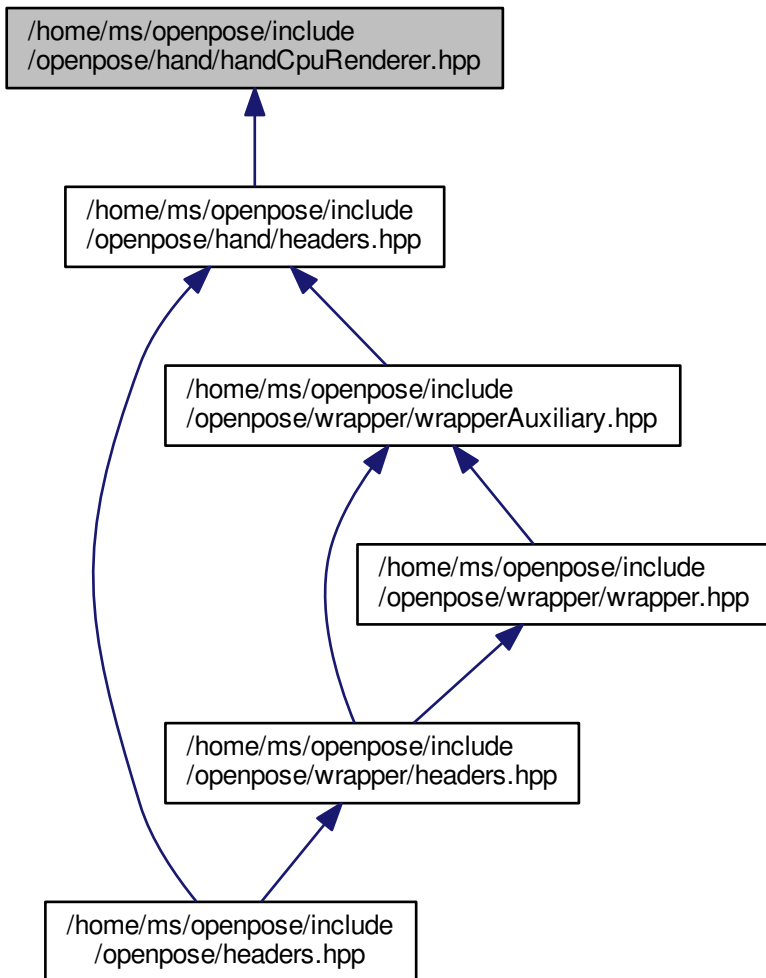 /home/ms/openpose/include
/openpose/hand/handCpuRenderer.hpp
/home/ms/openpose/include
/openpose/hand/headers.hpp
/home/ms/openpose/include
/openpose/wrapper/wrapperAuxiliary.hpp
/home/ms/openpose/include
/openpose/wrapper/wrapper.hpp
/home/ms/openpose/include
/openpose/wrapper/headers.hpp
/home/ms/openpose/include
/openpose/headers.hpp